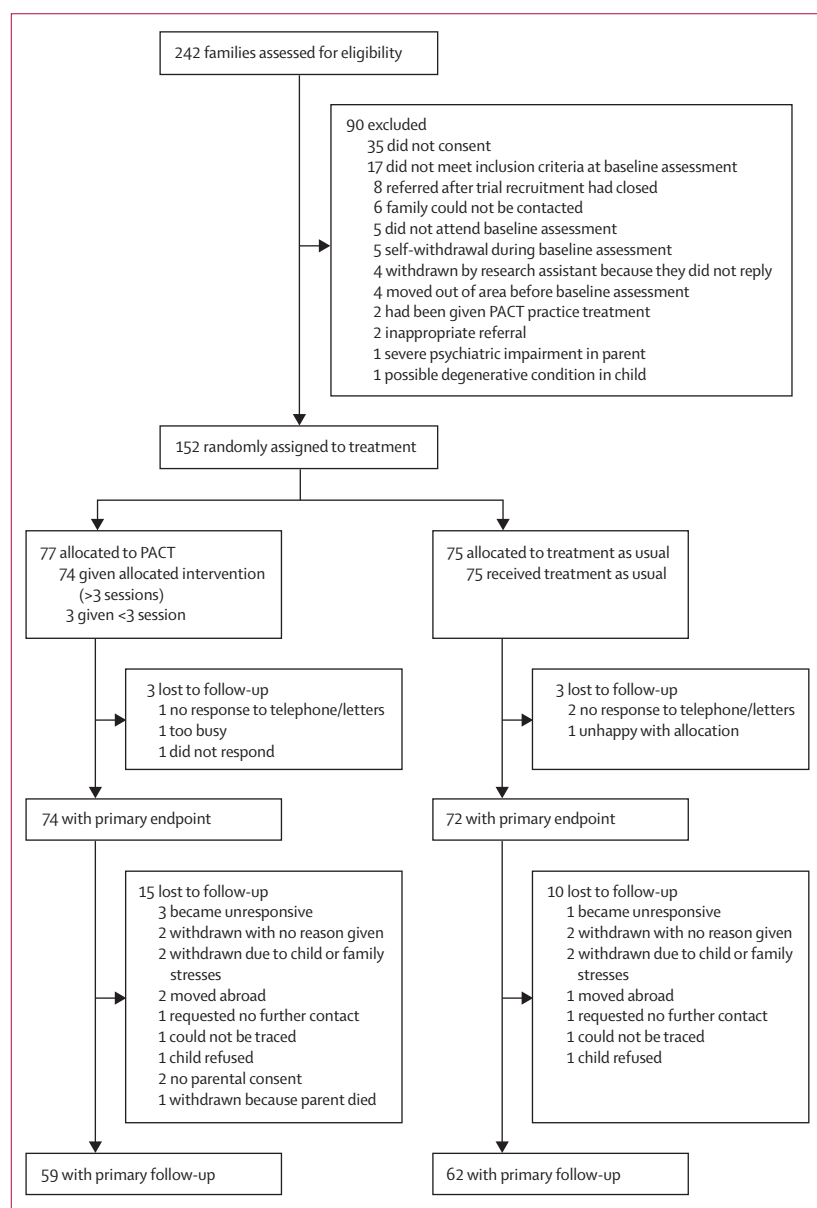 242 families assessed for eligibility
90 excluded
35 did not consent
17 did not meet inclusion criteria at baseline assessment
8 referred after trial recruitment had closed
6 family could not be contacted
5 did not attend baseline assessment
5 self-withdrawal during baseline assessment
4 withdrawn by research assistant because they did not reply
4 moved out of area before baseline assessment
2 had been given PACT practice treatment
2 inappropriate referral
1 severe psychiatric impairment in parent
1 possible degenerative condition in child
152 randomly assigned to treatment
77 allocated to PACT
74 given allocated intervention
(>3 sessions)
3 given <3 session
75 allocated to treatment as usual
75 received treatment as usual
3 lost to follow-up
1 no response to telephone/letters
1 too busy
1 did not respond
3 lost to follow-up
2 no response to telephone/letters
1 unhappy with allocation
74 with primary endpoint
72 with primary endpoint
15 lost to follow-up
3 became unresponsive
2 withdrawn with no reason given
2 withdrawn due to child or family
stresses
2 moved abroad
1 requested no further contact
1 could not be traced
1 child refused
2 no parental consent
1 withdrawn because parent died
10 lost to follow-up
1 became unresponsive
2 withdrawn with no reason given
2 withdrawn due to child or family
stresses
1 moved abroad
1 requested no further contact
1 could not be traced
1 child refused
59 with primary follow-up
62 with primary follow-up